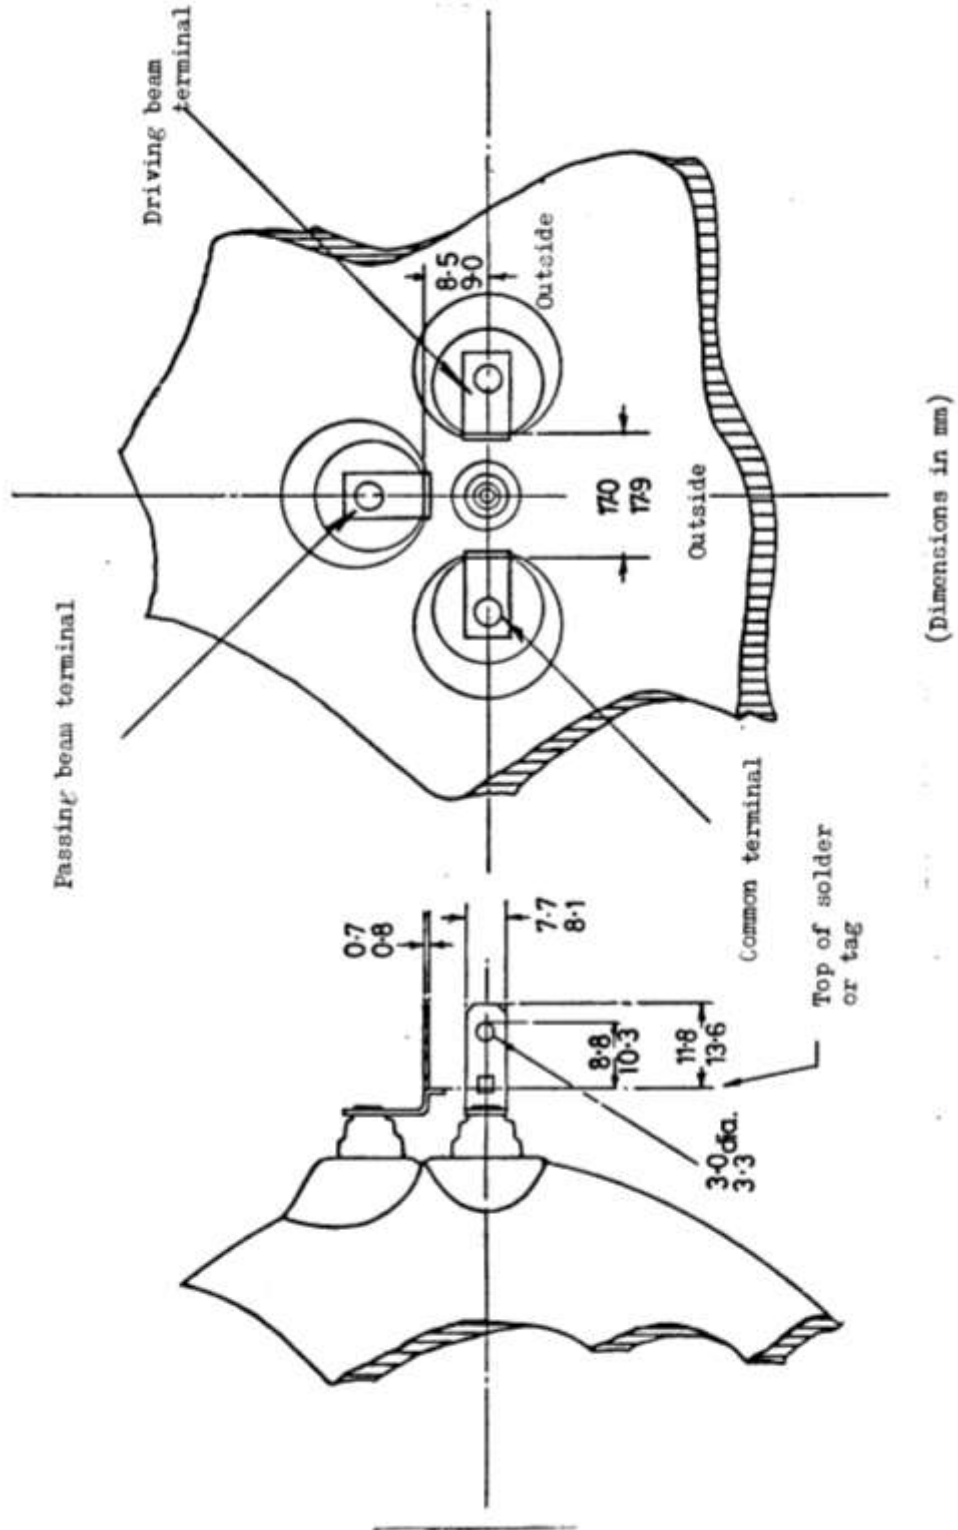 Passing beam terminal
Driving beam
terminal
8·5
9·0
Outside
17·0
17·9
Outside
Common terminal
0·7
0·8
7·7
8·1
8·8
10·3
11·8
13·6
3·0 dia.
3·3
Top of solder
or tag
(Dimensions in mm)